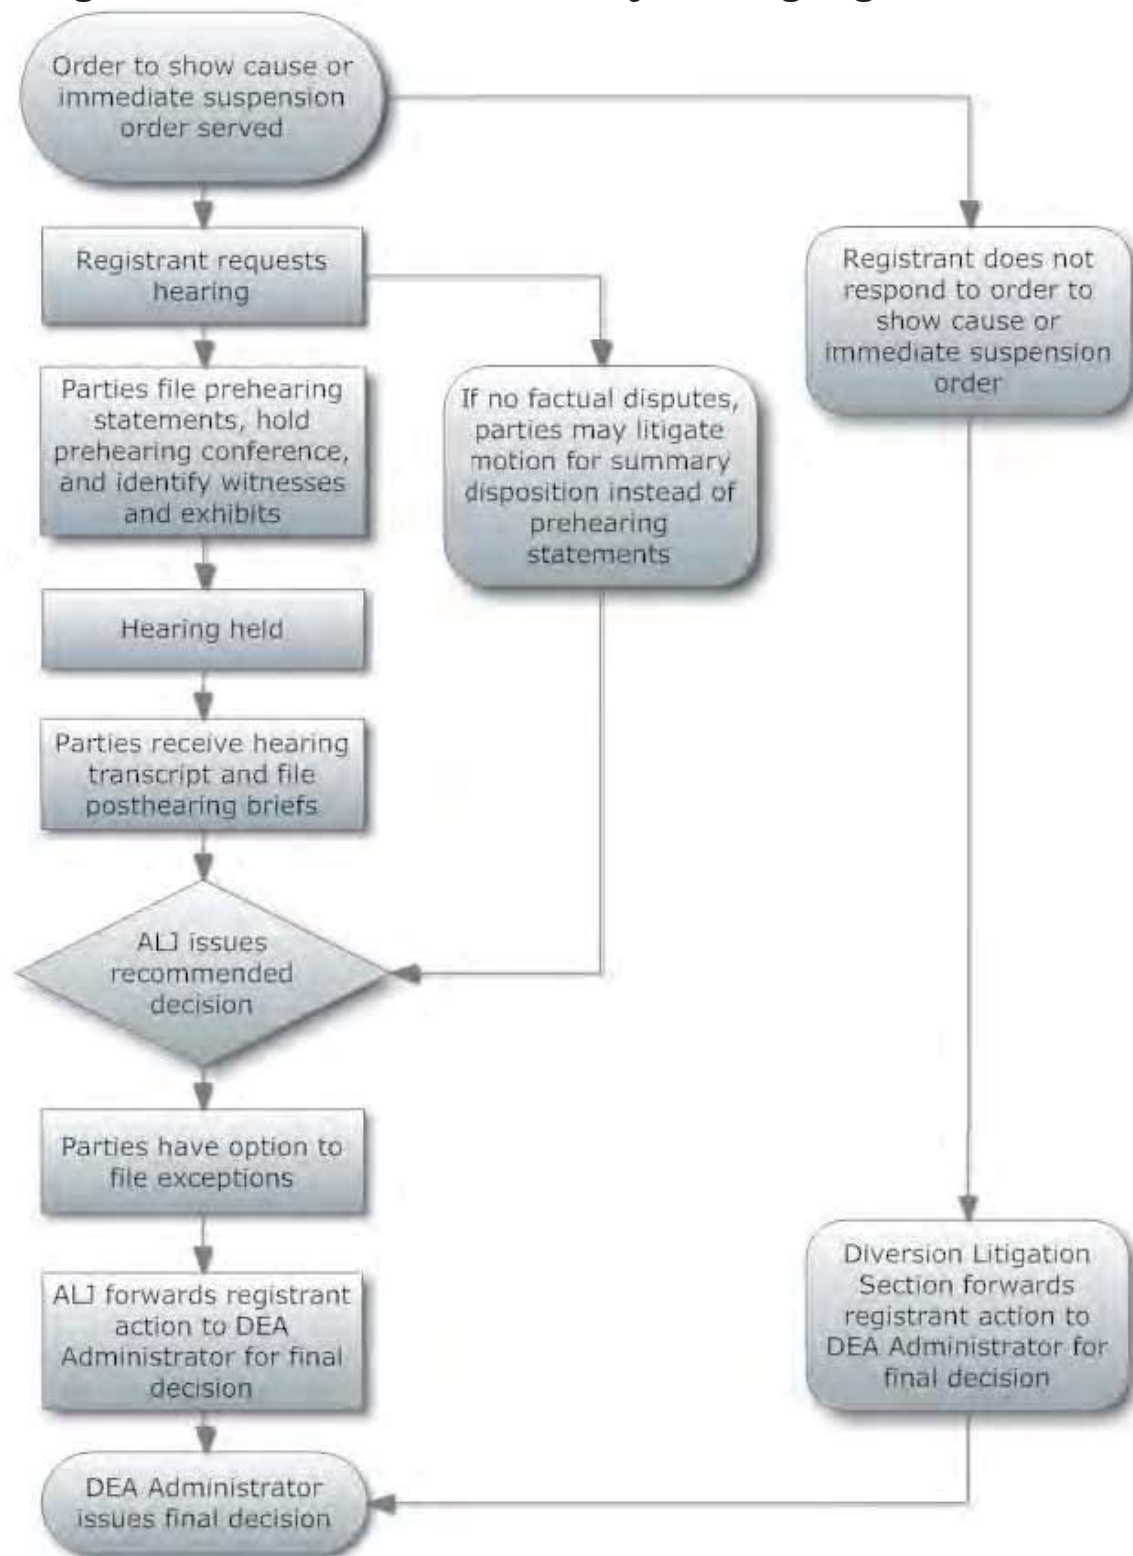 Order to show cause or
immediate suspension
order served
Registrant requests
hearing
Registrant does not
respond to order to
show cause or
immediate suspension
order
Parties file prehearing
statements, hold
prehearing conference,
and identify witnesses
and exhibits
If no factual disputes,
parties may litigate
motion for summary
disposition instead of
prehearing
statements
Hearing held
Parties receive hearing
transcript and file
posthearing briefs
ALJ issues
recommended
decision
Parties have option to
file exceptions
ALJ forwards registrant
action to DEA
Administrator for final
decision
Diversion Litigation
Section forwards
registrant action to
DEA Administrator for
final decision
DEA Administrator
issues final decision